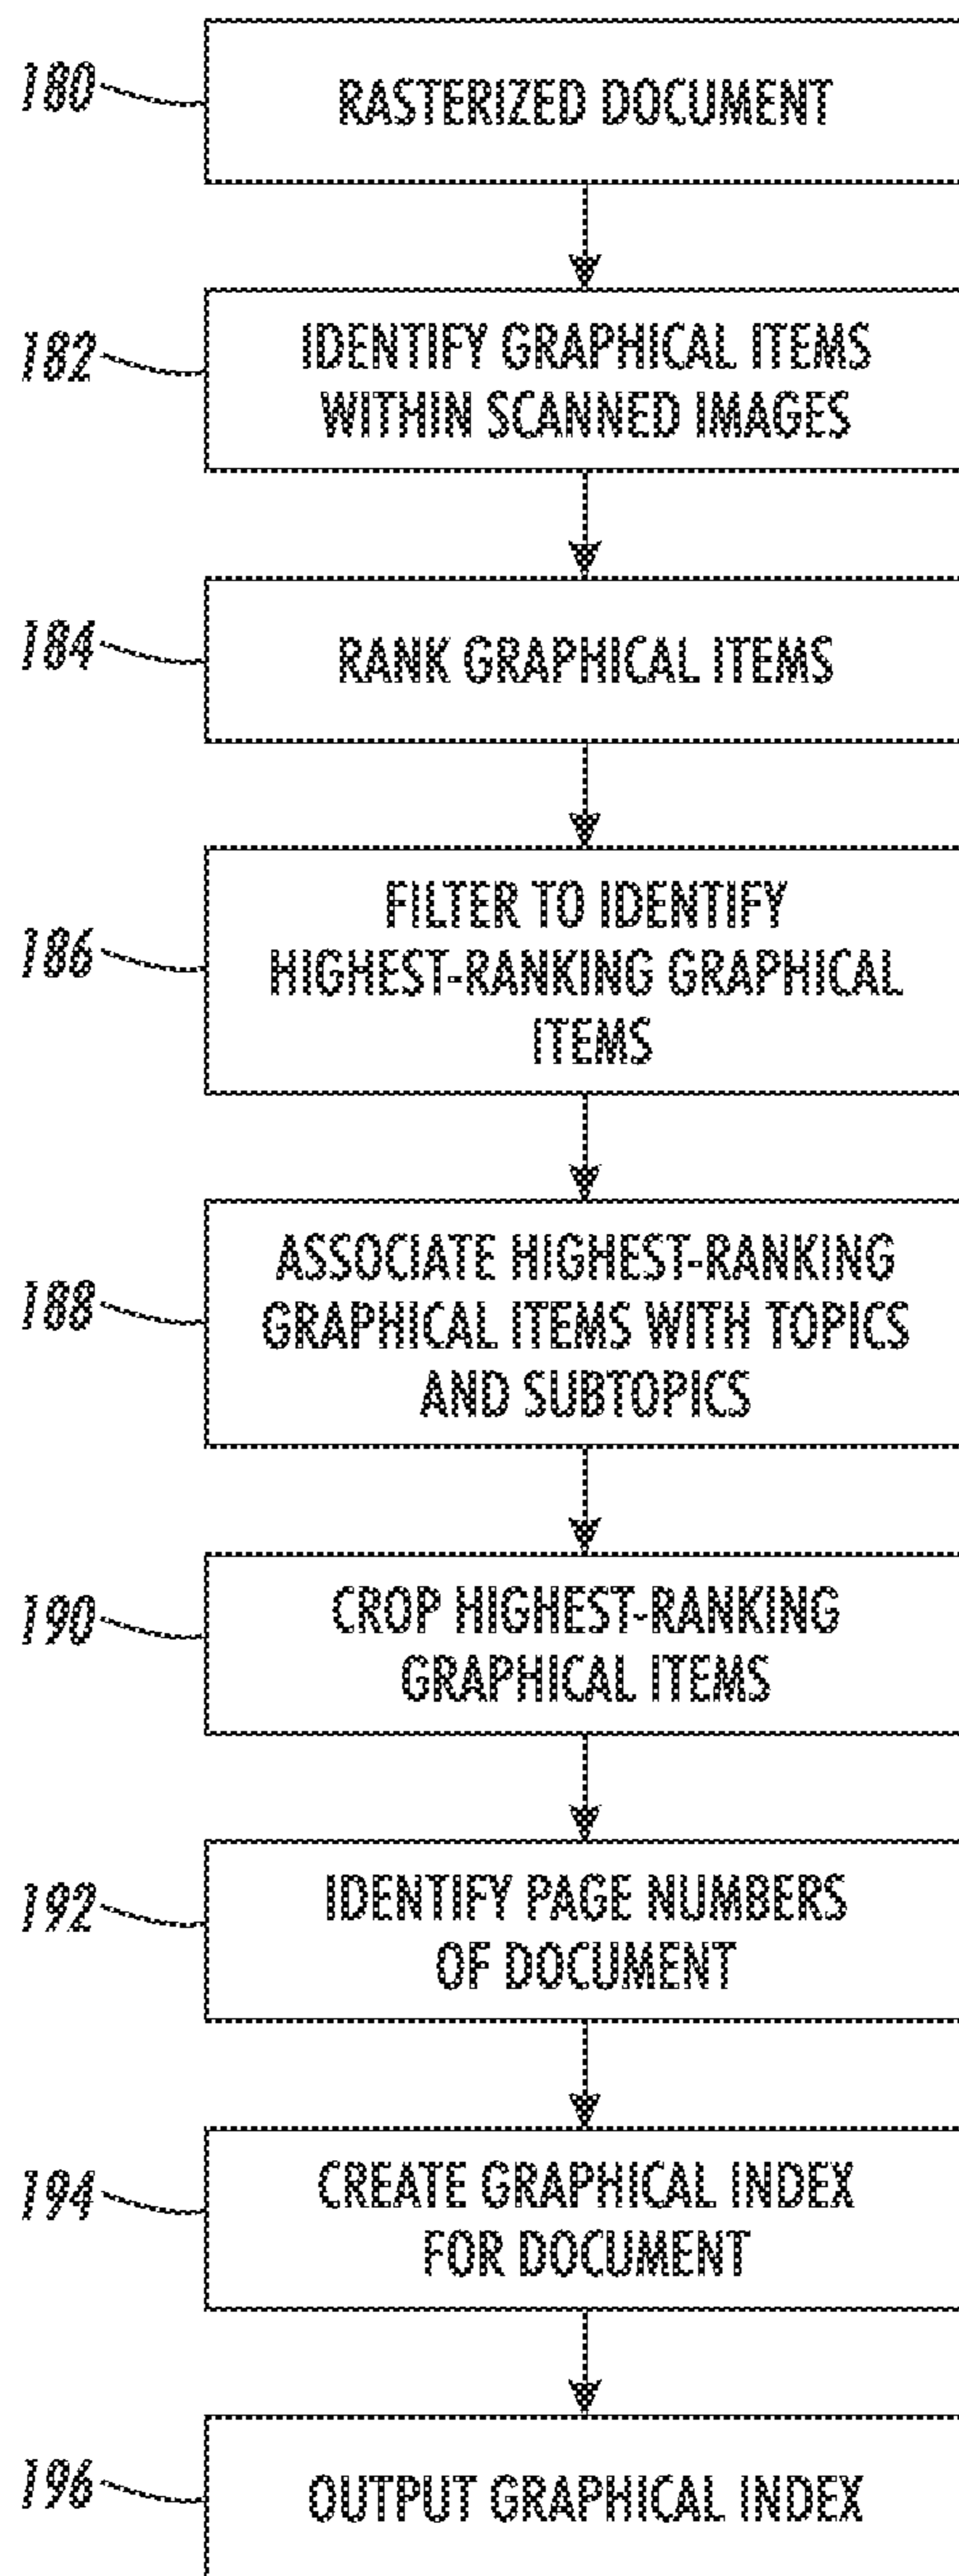 180
RASTERIZED DOCUMENT
182
IDENTIFY GRAPHICAL ITEMS
WITHIN SCANNED IMAGES
184
RANK GRAPHICAL ITEMS
186
FILTER TO IDENTIFY
HIGHEST-RANKING GRAPHICAL
ITEMS
188
ASSOCIATE HIGHEST-RANKING
GRAPHICAL ITEMS WITH TOPICS
AND SUBTOPICS
190
CROP HIGHEST-RANKING
GRAPHICAL ITEMS
192
IDENTIFY PAGE NUMBERS
OF DOCUMENT
194
CREATE GRAPHICAL INDEX
FOR DOCUMENT
196
OUTPUT GRAPHICAL INDEX